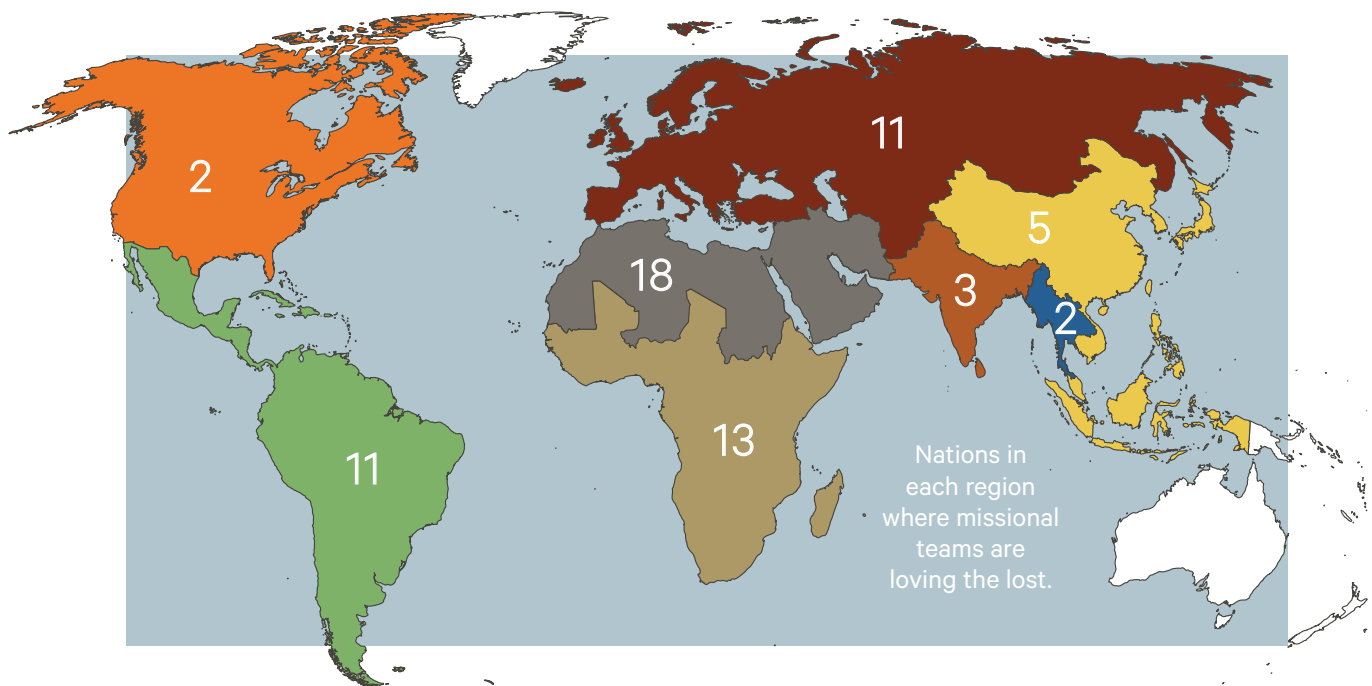 11
2
5
18
3
2
13
11
Nations in
each region
where missional
teams are
loving the lost.